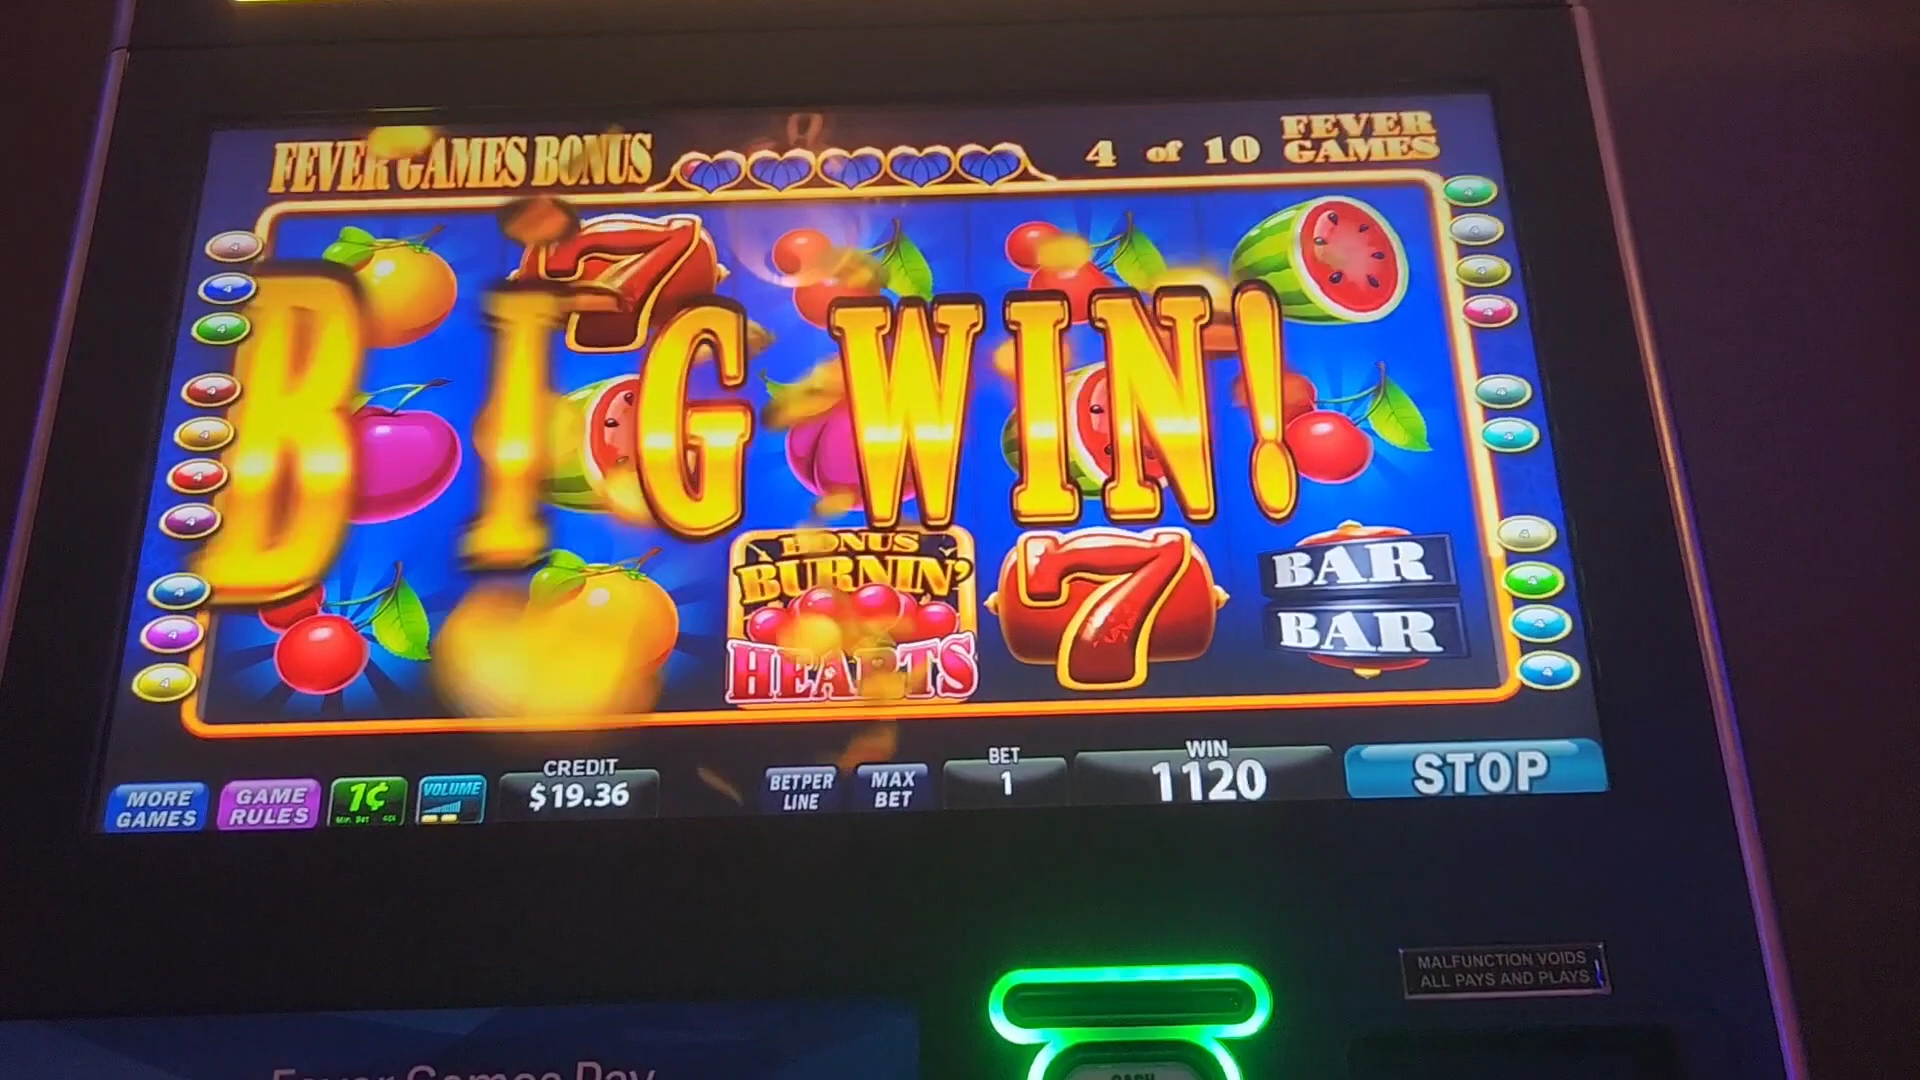 FEVER GAMES BONUS
4 of 10
FEVER
GAMES
BIG WIN!
BONUS
BURNIN'
HEARTS
7
7
BAR
BAR
MORE
GAMES
GAME
RULES
1¢
VOLUME
CREDIT
$19.36
BETPER
LINE
MAX
BET
BET
1
WIN
1120
STOP
MALFUNCTION VOIDS
ALL PAYS AND PLAYS